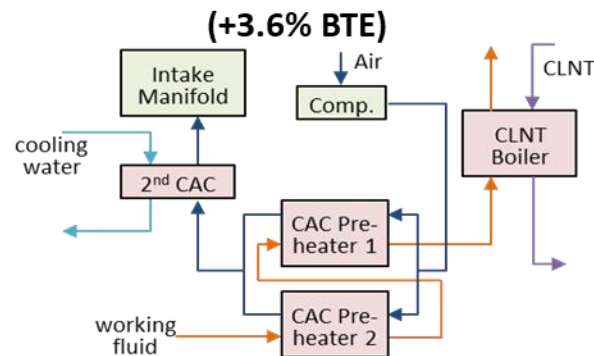 (+3.6% BTE)
Air
CLNT
Intake
Manifold
Comp.
CLNT
Boiler
cooling
water
2nd CAC
CAC Pre-
heater 1
CAC Pre-
heater 2
working
fluid